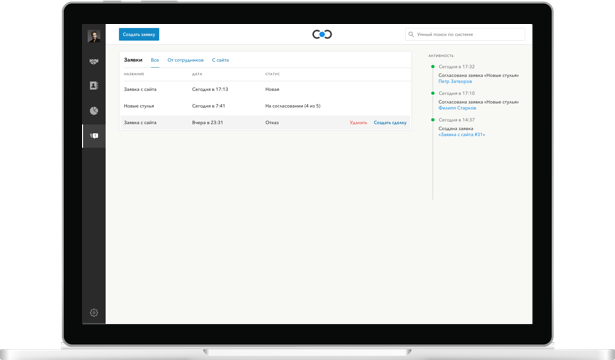 Создать заявку
Умный поиск по системе
Заявки Все От сотрудников С сайта
НАЗВАНИЕ ДАТА СТАТУС
Заявка с сайта Сегодня в 17:13 Новая
Новые стулья Сегодня в 7:41 На согласовании (4 из 5)
Заявка с сайта Вчера в 23:31 Отказ Удалить Создать сделку
АКТИВНОСТЬ
Сегодня в 17:32
Согласована заявка «Новые стулья»
Петр Запоров
Сегодня в 17:10
Согласована заявка «Новые стулья»
Филипп Старков
Сегодня в 14:37
Создана заявка
«Заявка с сайта #31»